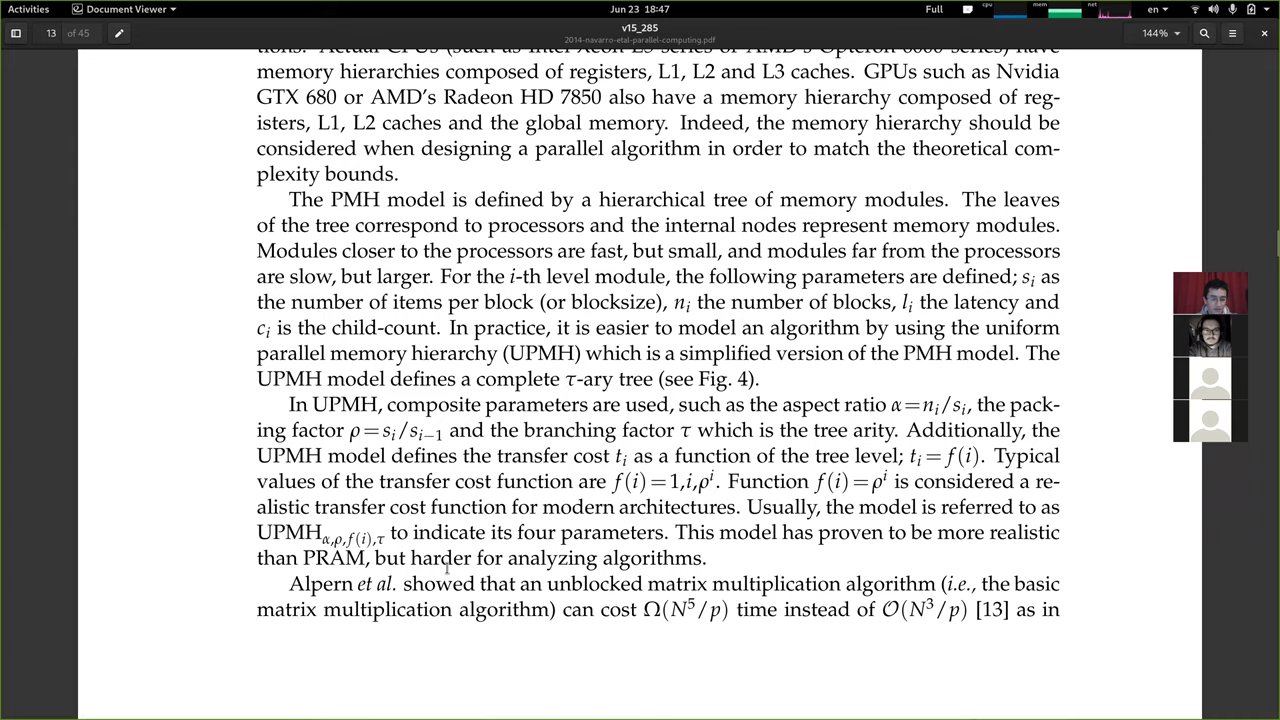 Activities
Document Viewer
Jun 23 18:47
Full
cpu
mem
net
en
13 of 45
v15_285
2014-navarro-etal-parallel-computing.pdf
144%
memory hierarchies composed of registers, L1, L2 and L3 caches. GPUs such as Nvidia
GTX 680 or AMD's Radeon HD 7850 also have a memory hierarchy composed of reg-
isters, L1, L2 caches and the global memory. Indeed, the memory hierarchy should be
considered when designing a parallel algorithm in order to match the theoretical com-
plexity bounds.
The PMH model is defined by a hierarchical tree of memory modules. The leaves
of the tree correspond to processors and the internal nodes represent memory modules.
Modules closer to the processors are fast, but small, and modules far from the processors
are slow, but larger. For the i-th level module, the following parameters are defined; s_i as
the number of items per block (or blocksize), n_i the number of blocks, l_i the latency and
c_i is the child-count. In practice, it is easier to model an algorithm by using the uniform
parallel memory hierarchy (UPMH) which is a simplified version of the PMH model. The
UPMH model defines a complete τ-ary tree (see Fig. 4).
In UPMH, composite parameters are used, such as the aspect ratio α=n_i/s_i, the pack-
ing factor ρ=s_i/s_{i−1} and the branching factor τ which is the tree arity. Additionally, the
UPMH model defines the transfer cost t_i as a function of the tree level; t_i=f(i). Typical
values of the transfer cost function are f(i)=1,i,ρ^i. Function f(i)=ρ^i is considered a re-
alistic transfer cost function for modern architectures. Usually, the model is referred to as
UPMH_{α,ρ,f(i),τ} to indicate its four parameters. This model has proven to be more realistic
than PRAM, but harder for analyzing algorithms.
Alpern et al. showed that an unblocked matrix multiplication algorithm (i.e., the basic
matrix multiplication algorithm) can cost Ω(N^5/p) time instead of O(N^3/p) [13] as in